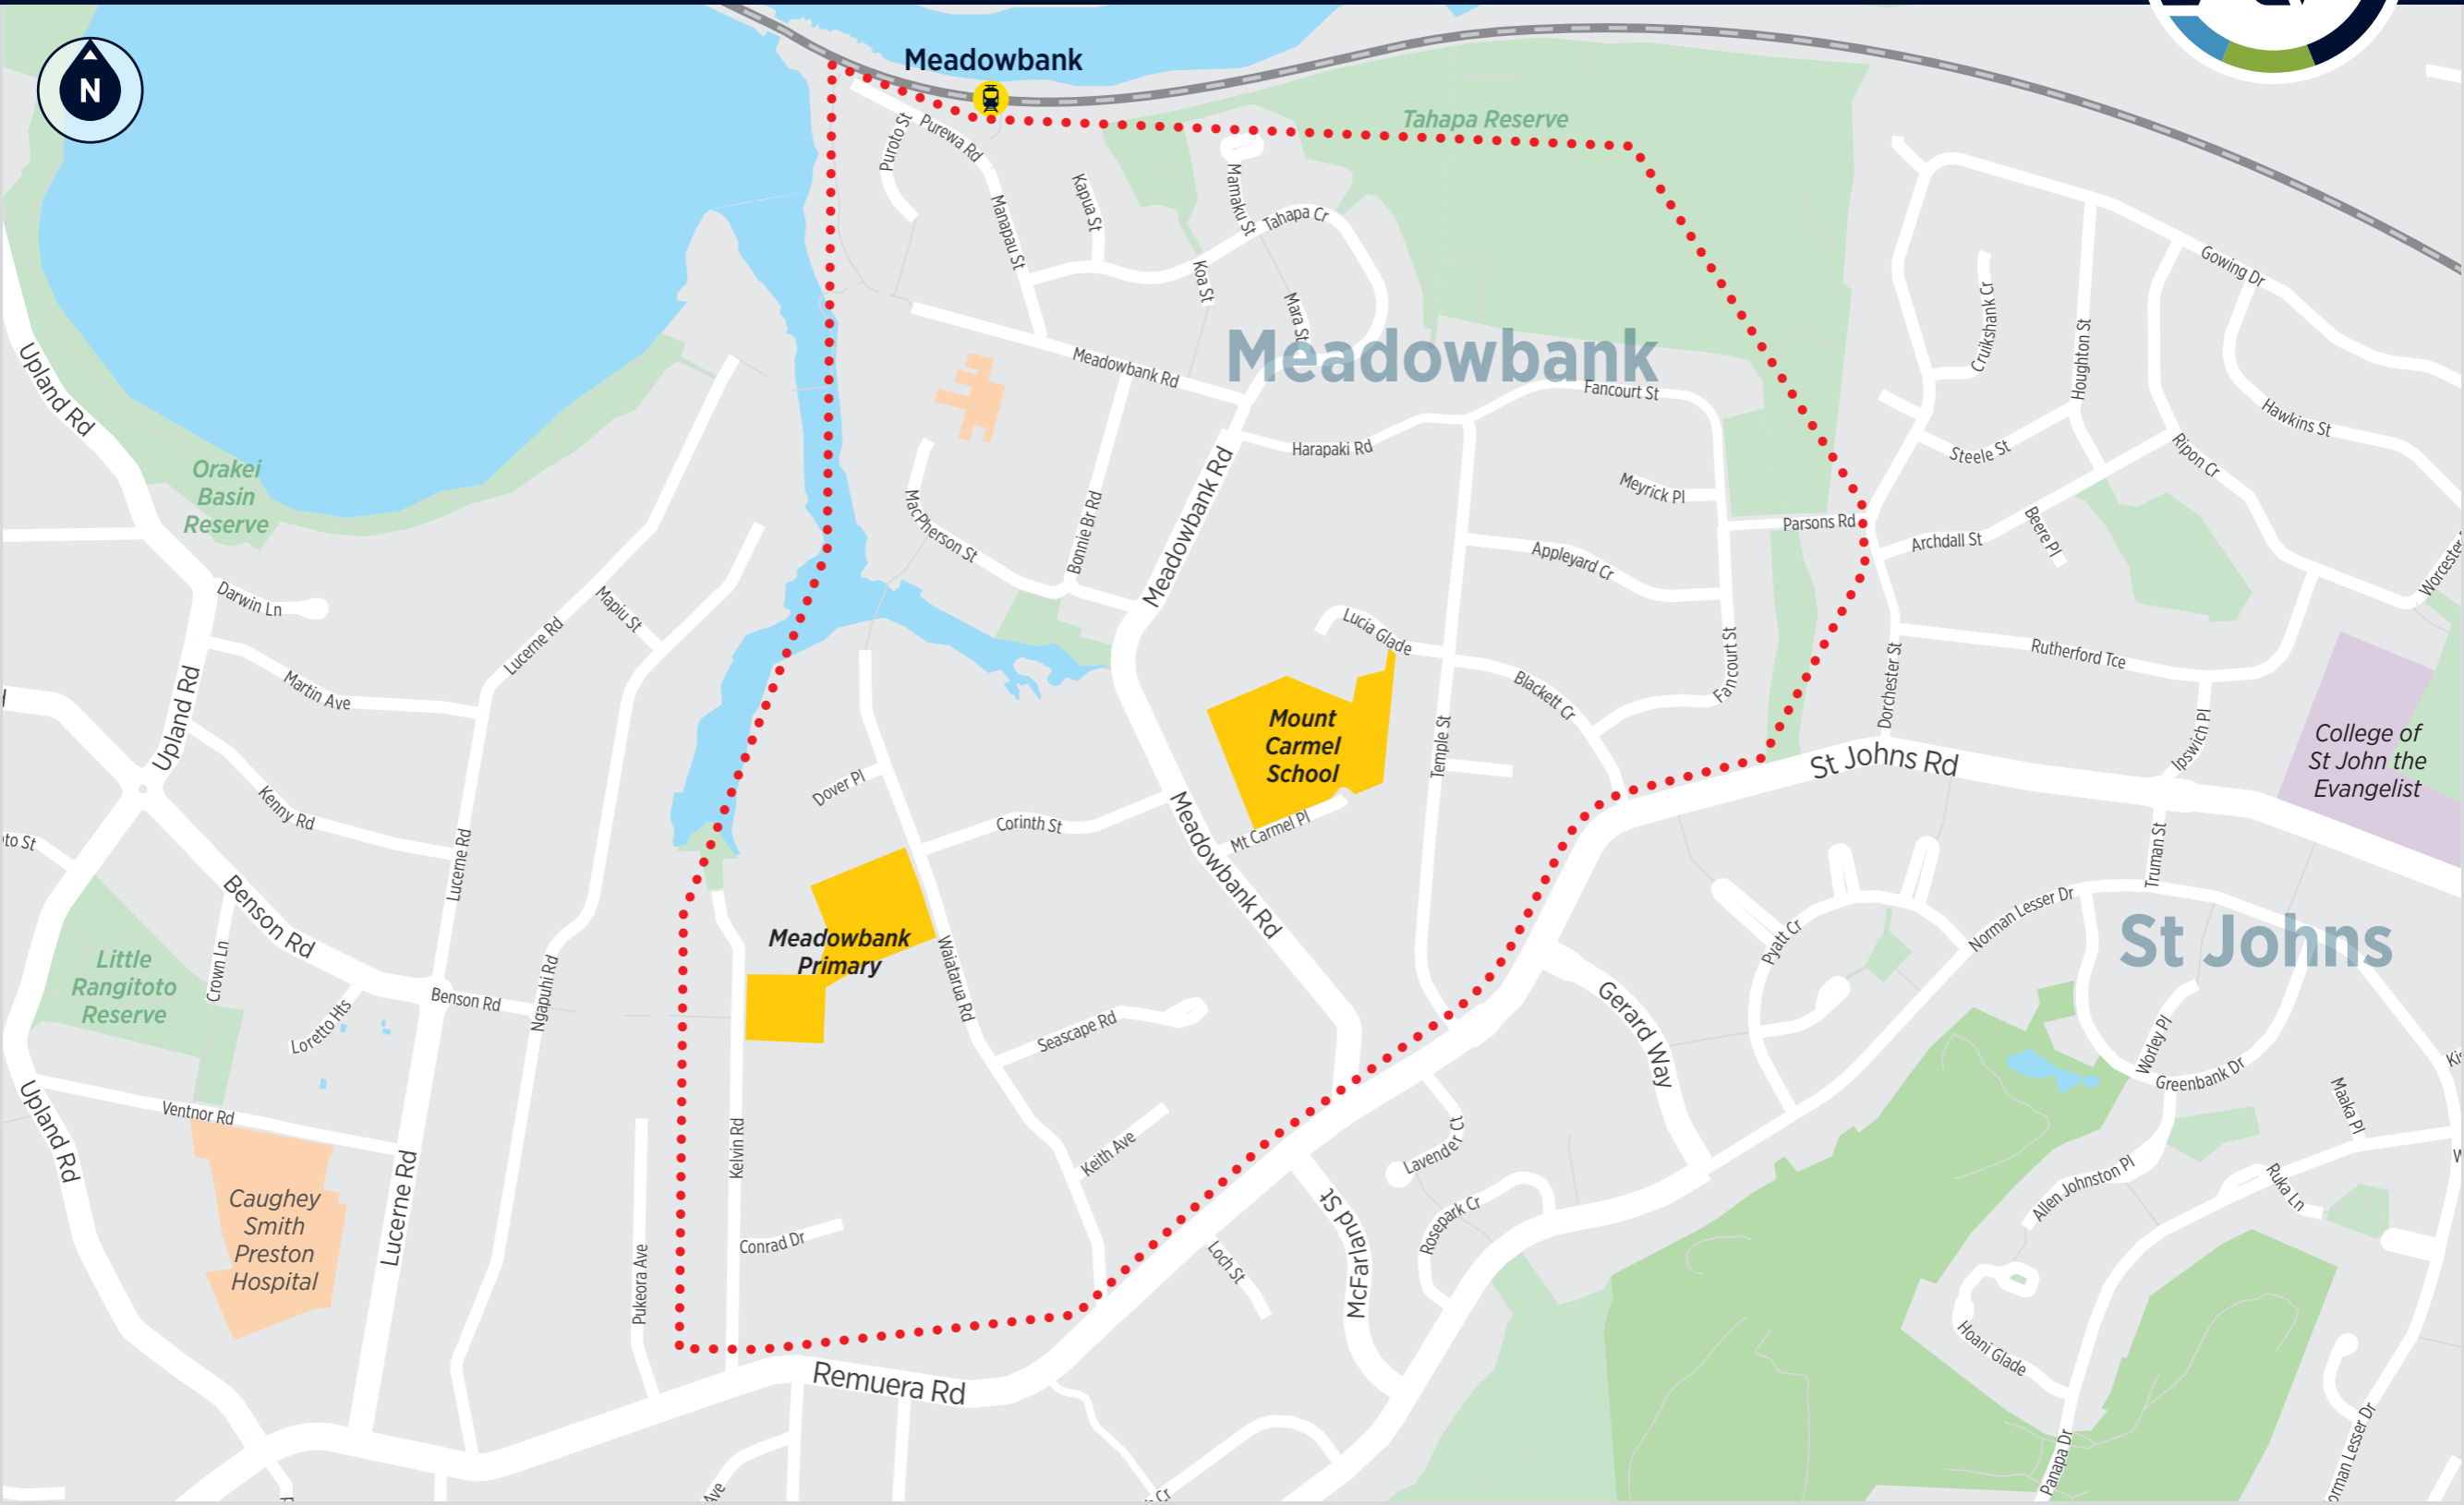 N
Meadowbank
Tahapa Reserve
Puroto St
Purewa Rd
Kapua St
Mamaku St
Tahapa Cr
Manapau St
Koa St
Mara St
Gowing Dr
Cruikshank Cr
Houghton St
Upland Rd
Meadowbank Rd
Meadowbank
Fancourt St
Hawkins St
Harapaki Rd
Steele St
Ripon Cr
Orakei
Basin
Reserve
MacPherson St
Bonnie Br Rd
Meadowbank Rd
Meyrick Pl
Parsons Rd
Archdall St
Beere Pl
Worcester
Appleyard Cr
Darwin Ln
Mapiu St
Lucerne Rd
Lucia Glade
Fancourt St
Rutherford Tce
Martin Ave
Upland Rd
Blackett Cr
Dorchester St
Mount
Carmel
School
Temple St
Ipswich Pl
College of
St John the
Evangelist
St Johns Rd
Dover Pl
Kenny Rd
Corinth St
Mt Carmel Pl
Meadowbank Rd
to St
Lucerne Rd
Truman St
Benson Rd
Norman Lesser Dr
Pyatt Cr
St Johns
Meadowbank
Primary
Little
Rangitoto
Reserve
Crown Ln
Benson Rd
Ngapuhi Rd
Waiatarua Rd
Loretto Hts
Seascape Rd
Gerard Way
Worley Pl
Greenbank Dr
Maaka Pl
Ventnor Rd
Upland Rd
Kelvin Rd
Keith Ave
Lavender Ct
Allen Johnston Pl
Ruka Ln
Caughey
Smith
Preston
Hospital
Lucerne Rd
Pukeora Ave
Conrad Dr
Loch St
McFarland St
Rosepark Cr
Hoani Glade
Remuera Rd
Panapa Dr
orman Lesser Dr
Ave
Cr